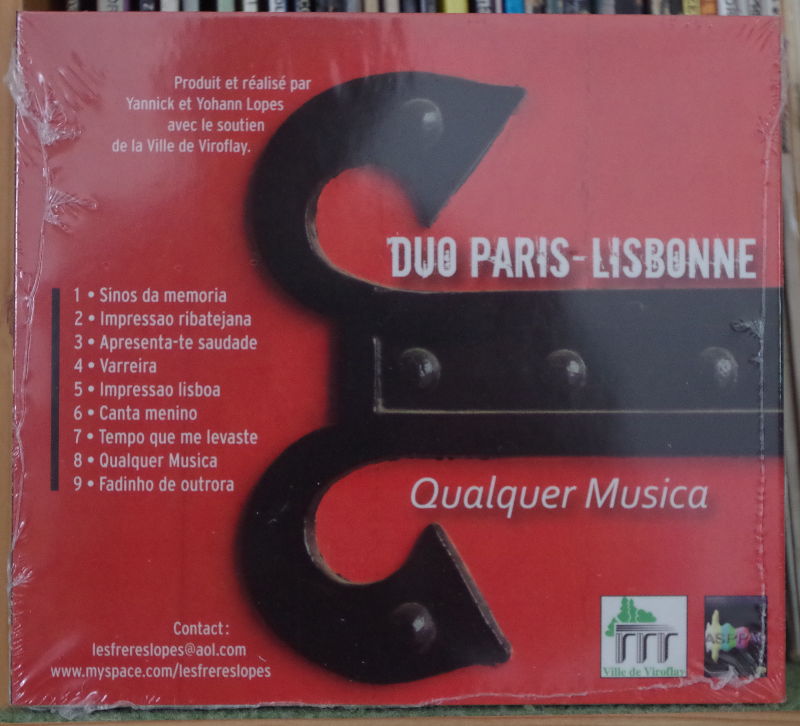 Produit et réalisé par
Yannick et Yohann Lopes
avec le soutien
de la Ville de Viroflay.
DUO PARIS-LISBONNE
1 • Sinos da memoria
2 • Impressao ribatejana
3 • Apresenta-te saudade
4 • Varreira
5 • Impressao lisboa
6 • Canta menino
7 • Tempo que me levaste
8 • Qualquer Musica
9 • Fadinho de outrora
Qualquer Musica
Contact :
lesfrereslopes@aol.com
www.myspace.com/lesfrereslopes
Ville de Viroflay